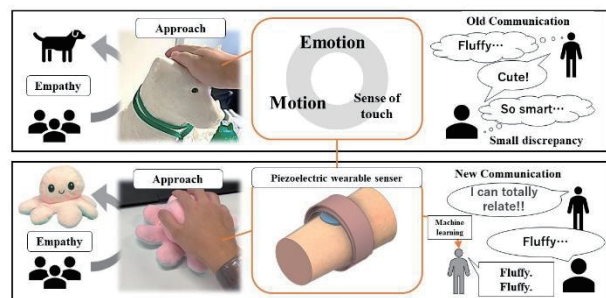 Approach
Empathy
Emotion
Motion
Sense of
touch
Old Communication
Fluffy…
Cute!
So smart…
Small discrepancy
Approach
Empathy
Piezoelectric wearable senser
Machine
learning
New Communication
I can totally
relate!!
Fluffy…
Fluffy.
Fluffy.